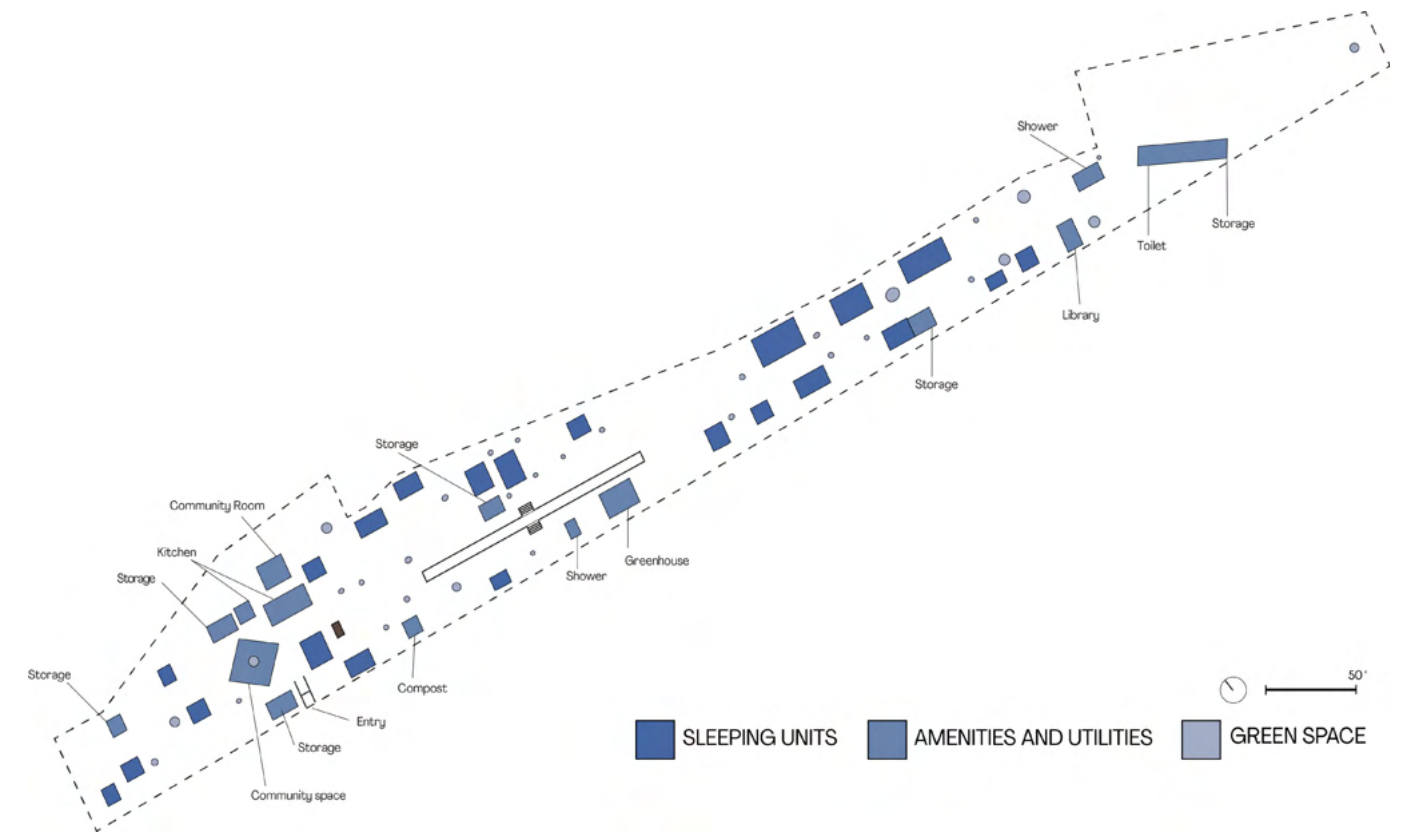 Shower
Storage
Toilet
Library
Storage
Storage
Community Room
Kitchen
Storage
Greenhouse
Shower
Storage
Compost
Entry
Storage
Community space
50'
SLEEPING UNITS
AMENITIES AND UTILITIES
GREEN SPACE